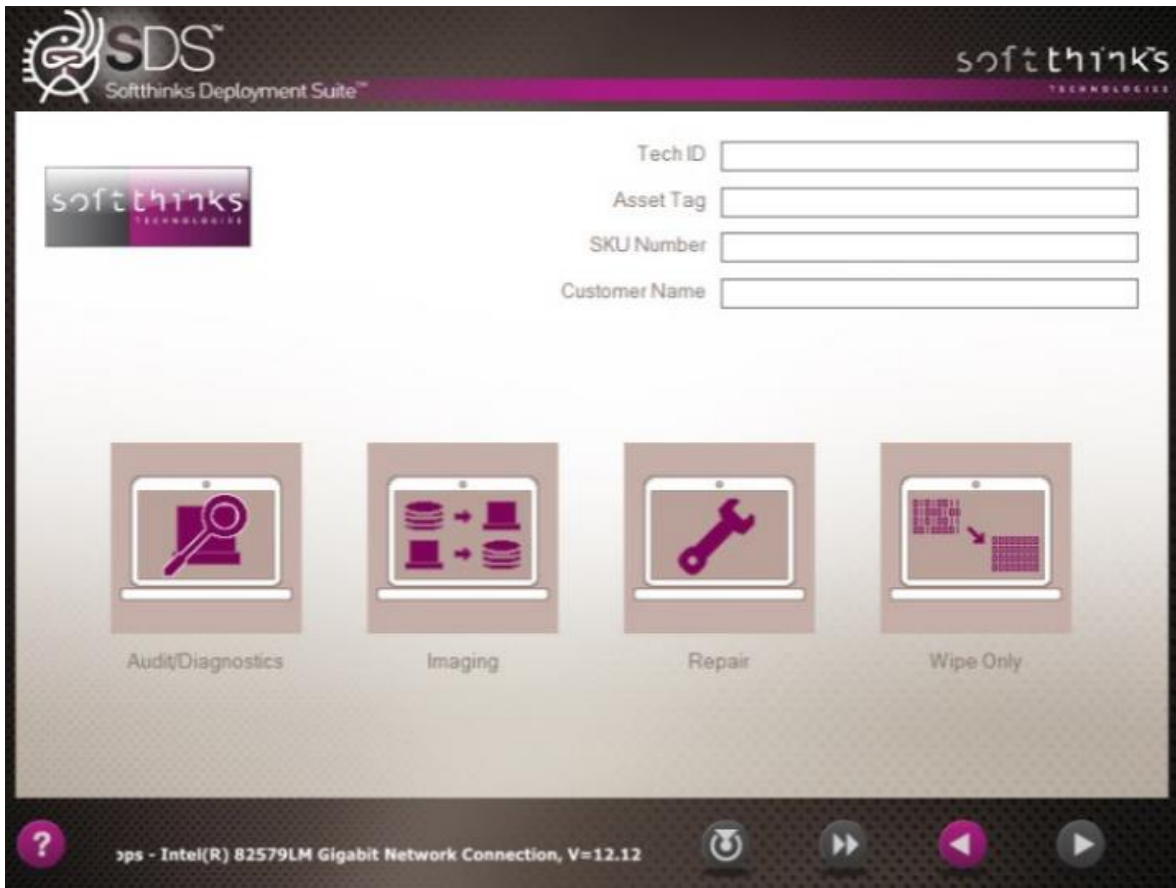 SDS™
Softthinks Deployment Suite™
softthinks
TECHNOLOGIES
softthinks
TECHNOLOGIES
Tech ID
Asset Tag
SKU Number
Customer Name
Audit/Diagnostics
Imaging
Repair
Wipe Only
?
ops - Intel(R) 82579LM Gigabit Network Connection, V=12.12